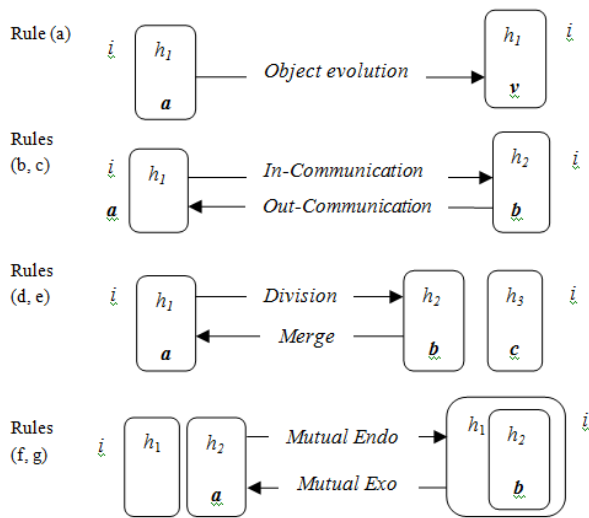 Rule (a) i h1 a Object evolution h1 v i
Rules
(b, c) i a h1 In-Communication Out-Communication h2 b i
Rules
(d, e) i h1 a Division Merge h2 b h3 c i
Rules
(f, g) i h1 h2 a Mutual Endo Mutual Exo h1 h2 b i